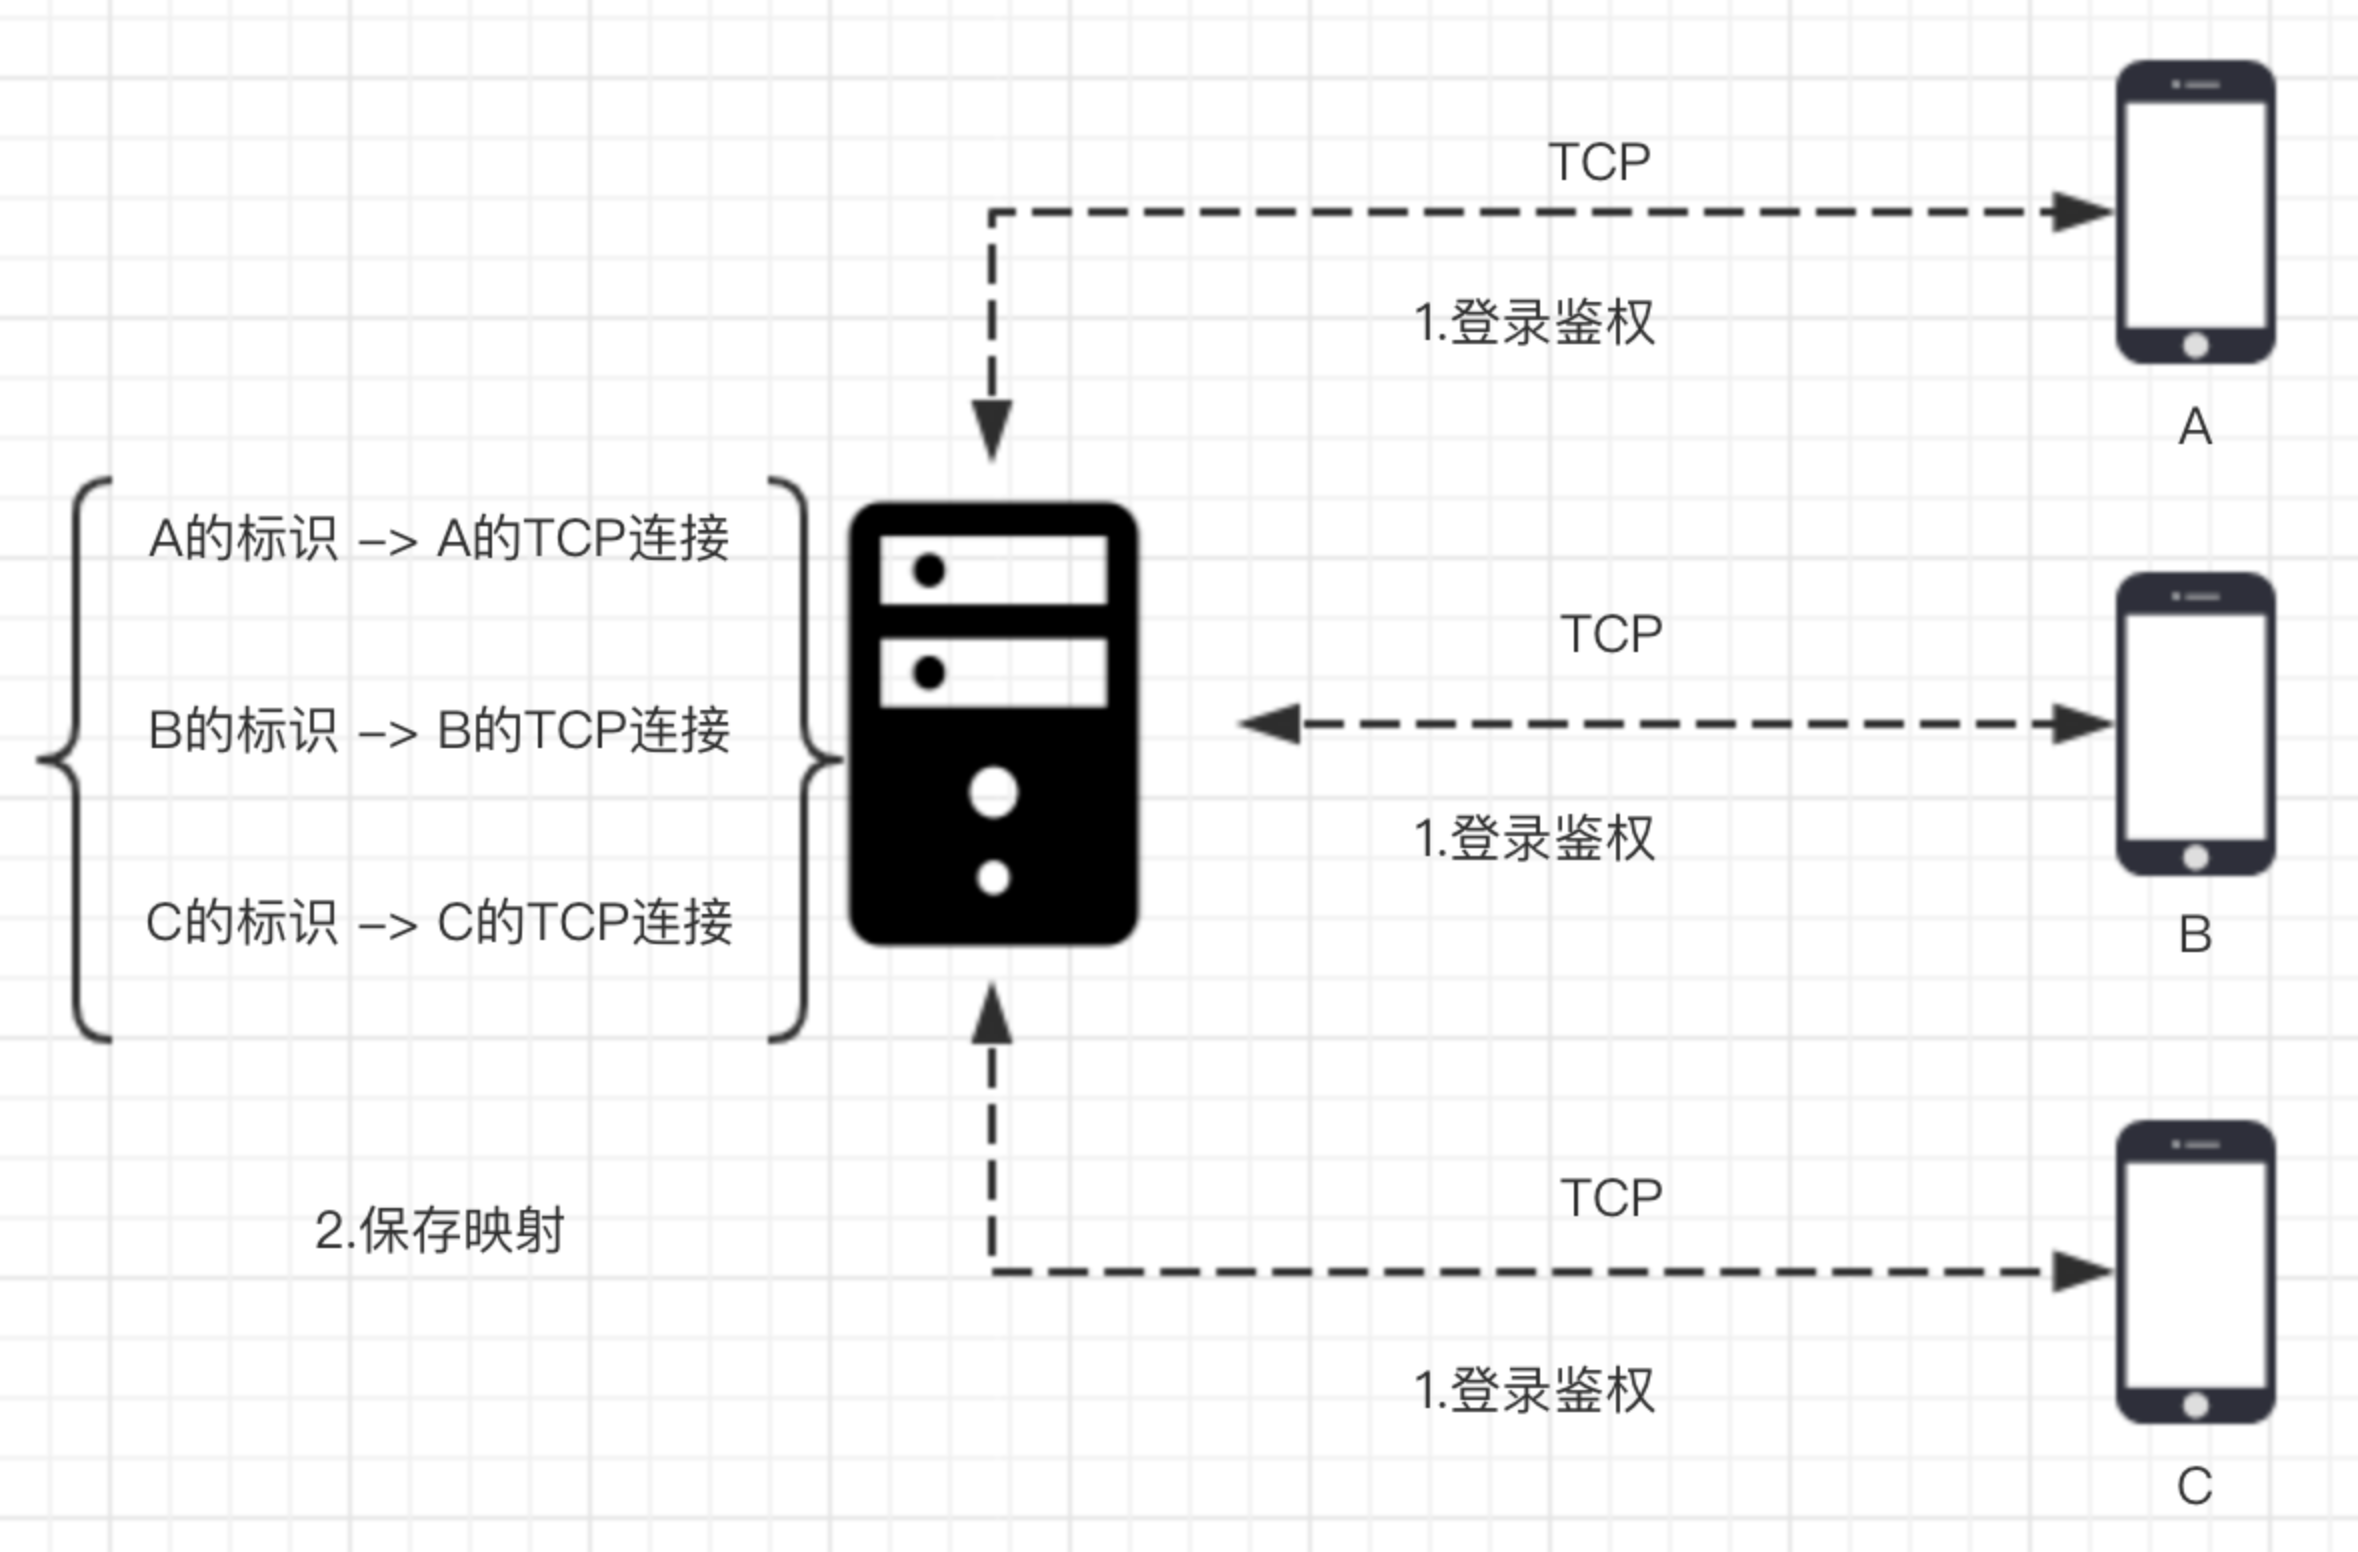 TCP
1.登录鉴权
A
A的标识 –> A的TCP连接
B的标识 –> B的TCP连接
C的标识 –> C的TCP连接
TCP
1.登录鉴权
B
2.保存映射
TCP
1.登录鉴权
C